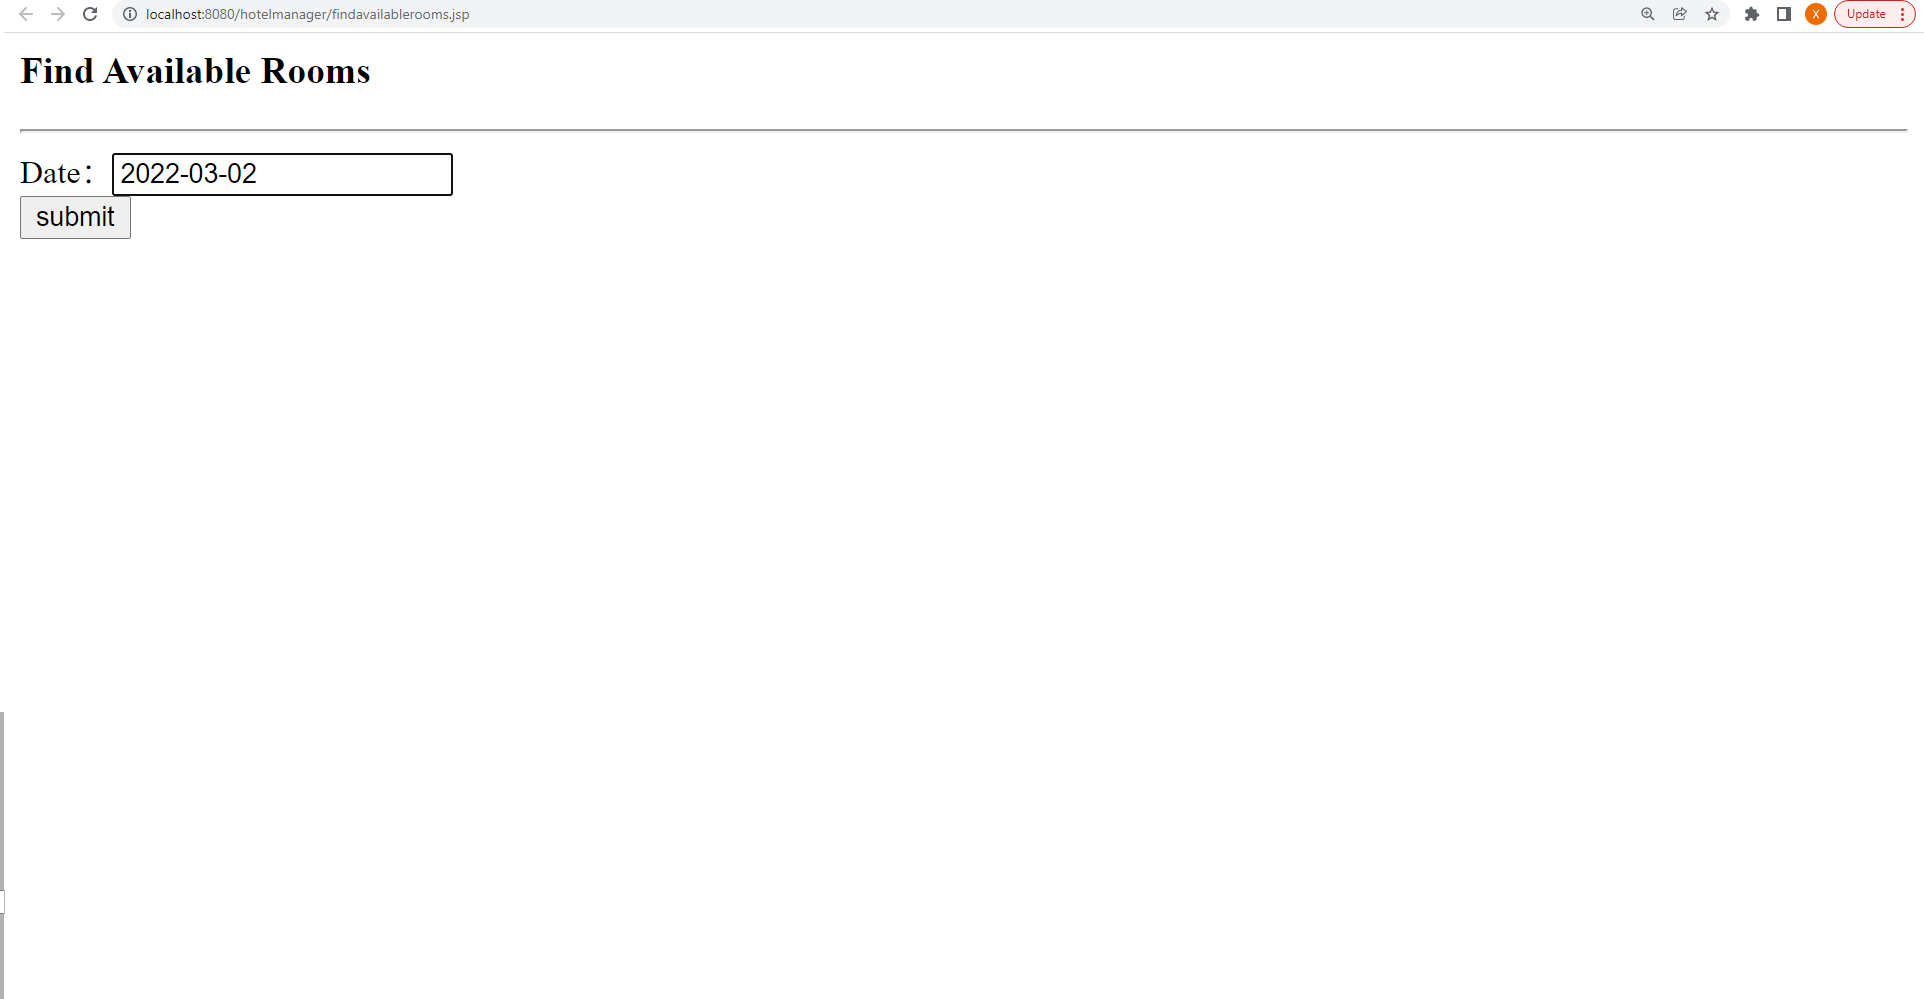 localhost:8080/hotelmanager/findavailablerooms.jsp
X
Update
Find Available Rooms
Date： 2022-03-02
submit